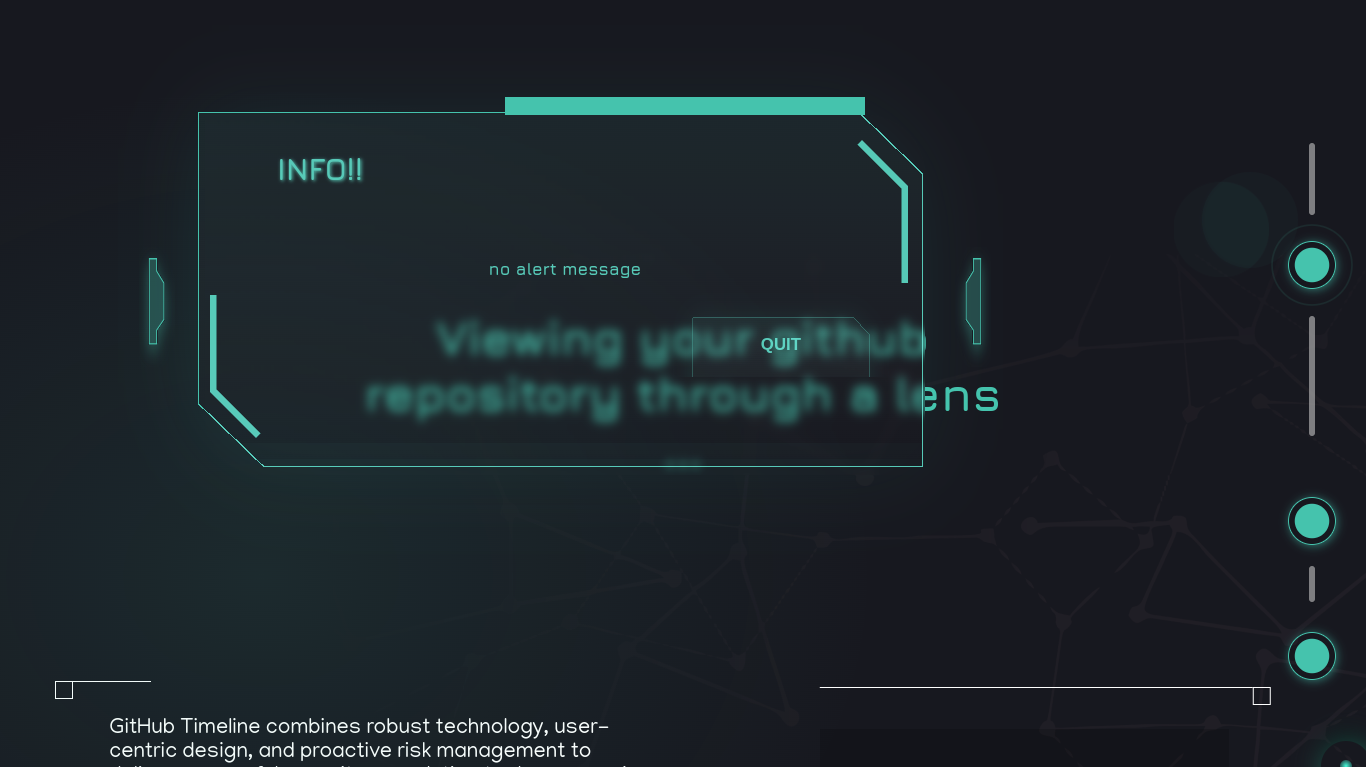 INFO!!
no alert message
Viewing your github
QUIT
repository through a lens
GitHub Timeline combines robust technology, user-
centric design, and proactive risk management to